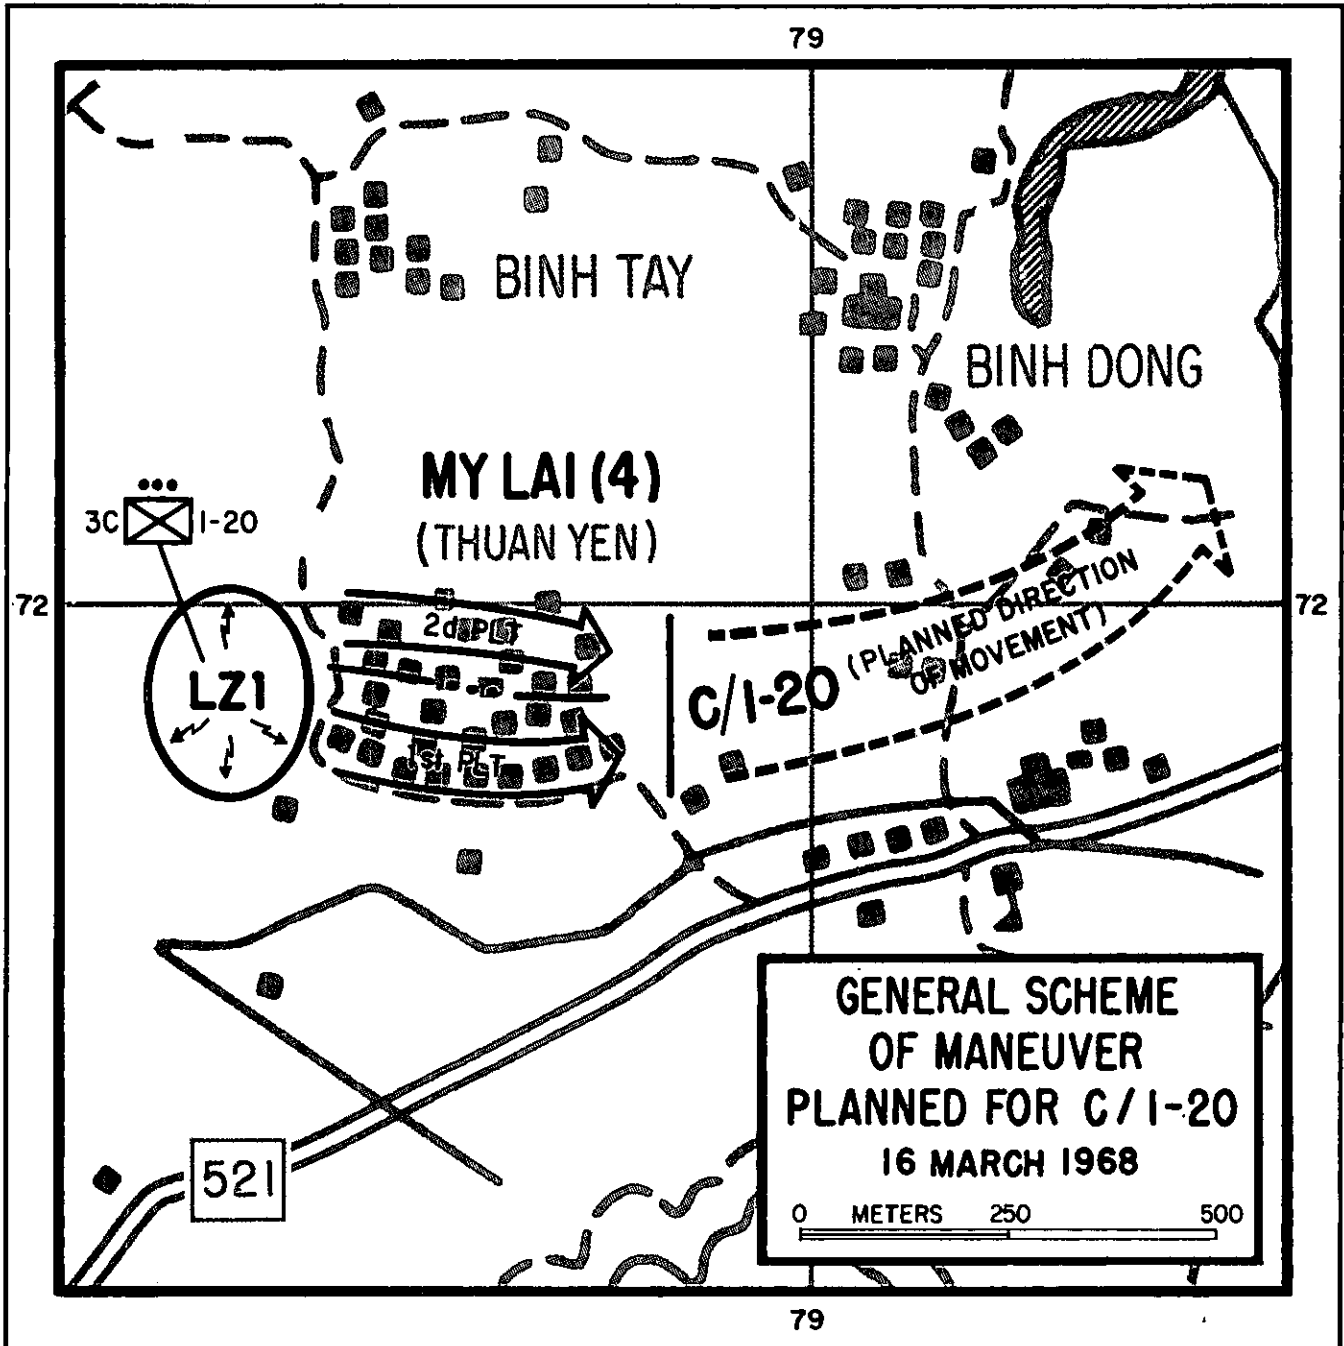 79
BINH TAY
BINH DONG
MY LAI (4)
(THUAN YEN)
3C
1-20
72
72
LZ1
2d PLT
1st PLT
C/1-20
(PLANNED DIRECTION
OF MOVEMENT)
521
GENERAL SCHEME
OF MANEUVER
PLANNED FOR C/1-20
16 MARCH 1968
0 METERS 250 500
79